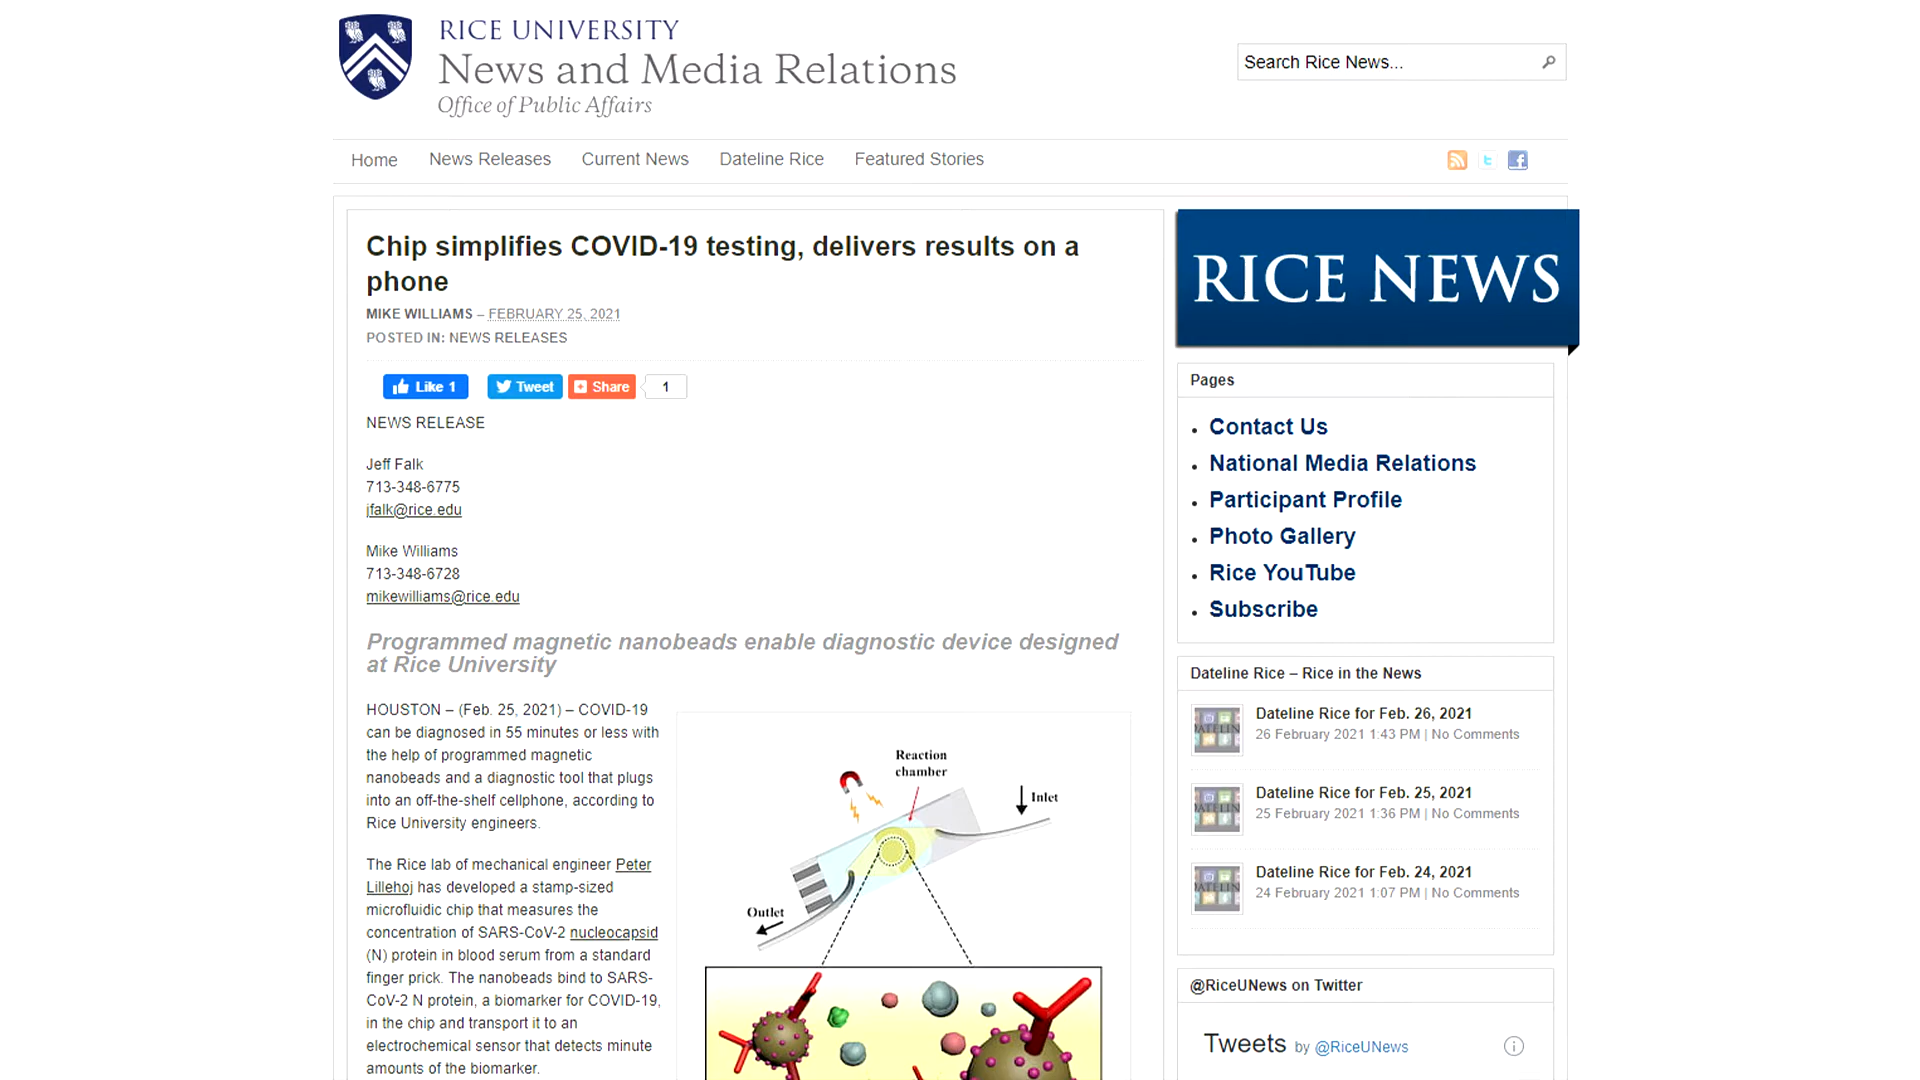 RICE UNIVERSITY
News and Media Relations
Office of Public Affairs
Search Rice News...
Home
News Releases
Current News
Dateline Rice
Featured Stories
Chip simplifies COVID-19 testing, delivers results on a
phone
MIKE WILLIAMS – FEBRUARY 25, 2021
POSTED IN: NEWS RELEASES
Like 1
Tweet
Share
1
NEWS RELEASE
Jeff Falk
713-348-6775
jfalk@rice.edu
Mike Williams
713-348-6728
mikewilliams@rice.edu
Programmed magnetic nanobeads enable diagnostic device designed
at Rice University
HOUSTON – (Feb. 25, 2021) – COVID-19
can be diagnosed in 55 minutes or less with
the help of programmed magnetic
nanobeads and a diagnostic tool that plugs
into an off-the-shelf cellphone, according to
Rice University engineers.
The Rice lab of mechanical engineer Peter
Lillehoj has developed a stamp-sized
microfluidic chip that measures the
concentration of SARS-CoV-2 nucleocapsid
(N) protein in blood serum from a standard
finger prick. The nanobeads bind to SARS-
CoV-2 N protein, a biomarker for COVID-19,
in the chip and transport it to an
electrochemical sensor that detects minute
amounts of the biomarker.
Reaction
chamber
Inlet
Outlet
RICE NEWS
Pages
Contact Us
National Media Relations
Participant Profile
Photo Gallery
Rice YouTube
Subscribe
Dateline Rice – Rice in the News
Dateline Rice for Feb. 26, 2021
26 February 2021 1:43 PM | No Comments
Dateline Rice for Feb. 25, 2021
25 February 2021 1:36 PM | No Comments
Dateline Rice for Feb. 24, 2021
24 February 2021 1:07 PM | No Comments
@RiceUNews on Twitter
Tweets by @RiceUNews